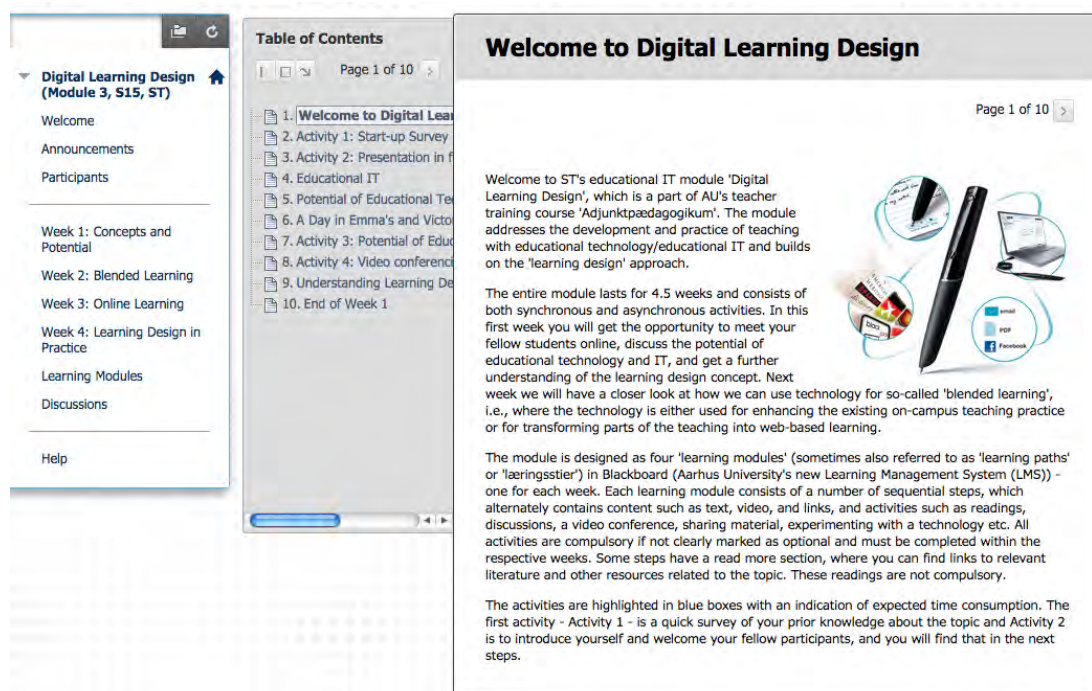 Digital Learning Design
(Module 3, S15, ST)
Welcome
Announcements
Participants
Week 1: Concepts and
Potential
Week 2: Blended Learning
Week 3: Online Learning
Week 4: Learning Design in
Practice
Learning Modules
Discussions
Help
Table of Contents
Page 1 of 10
1. Welcome to Digital Lear
2. Activity 1: Start-up Survey
3. Activity 2: Presentation in f
4. Educational IT
5. Potential of Educational Te
6. A Day in Emma's and Victo
7. Activity 3: Potential of Educ
8. Activity 4: Video conferenci
9. Understanding Learning De
10. End of Week 1
Welcome to Digital Learning Design
Page 1 of 10
Welcome to ST's educational IT module 'Digital
Learning Design', which is a part of AU's teacher
training course 'Adjunktpædagogikum'. The module
addresses the development and practice of teaching
with educational technology/educational IT and builds
on the 'learning design' approach.
The entire module lasts for 4.5 weeks and consists of
both synchronous and asynchronous activities. In this
first week you will get the opportunity to meet your
fellow students online, discuss the potential of
educational technology and IT, and get a further
understanding of the learning design concept. Next
week we will have a closer look at how we can use technology for so-called 'blended learning',
i.e., where the technology is either used for enhancing the existing on-campus teaching practice
or for transforming parts of the teaching into web-based learning.
email
PDF
Facebook
The module is designed as four 'learning modules' (sometimes also referred to as 'learning paths'
or 'læringsstier') in Blackboard (Aarhus University's new Learning Management System (LMS)) -
one for each week. Each learning module consists of a number of sequential steps, which
alternately contains content such as text, video, and links, and activities such as readings,
discussions, a video conference, sharing material, experimenting with a technology etc. All
activities are compulsory if not clearly marked as optional and must be completed within the
respective weeks. Some steps have a read more section, where you can find links to relevant
literature and other resources related to the topic. These readings are not compulsory.
The activities are highlighted in blue boxes with an indication of expected time consumption. The
first activity - Activity 1 - is a quick survey of your prior knowledge about the topic and Activity 2
is to introduce yourself and welcome your fellow participants, and you will find that in the next
steps.